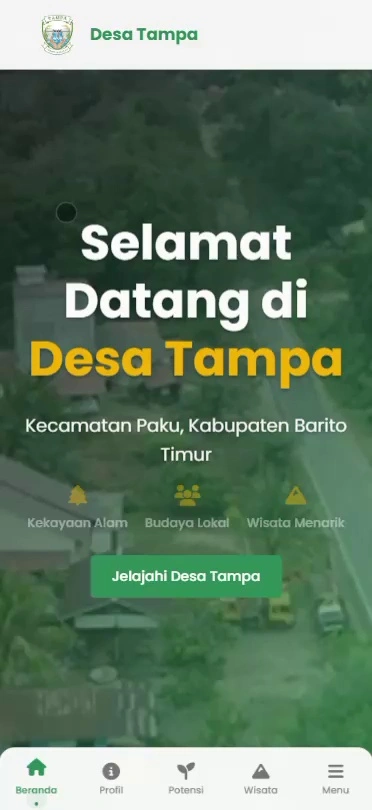 Desa Tampa
Selamat
Datang di
Desa Tampa
Kecamatan Paku, Kabupaten Barito
Timur
Kekayaan Alam Budaya Lokal Wisata Menarik
Jelajahi Desa Tampa
Beranda Profil Potensi Wisata Menu